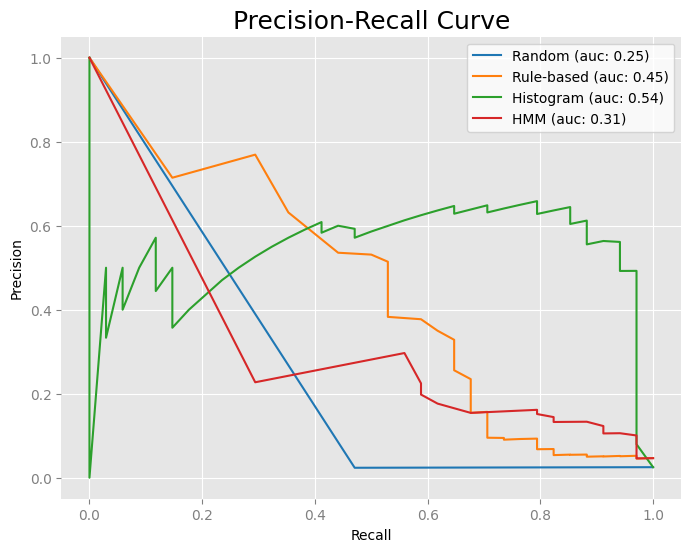 Precision-Recall Curve
Random (auc: 0.25)
Rule-based (auc: 0.45)
Histogram (auc: 0.54)
HMM (auc: 0.31)
Precision
1.0
0.8
0.6
0.4
0.2
0.0
0.0 0.2 0.4 0.6 0.8 1.0
Recall